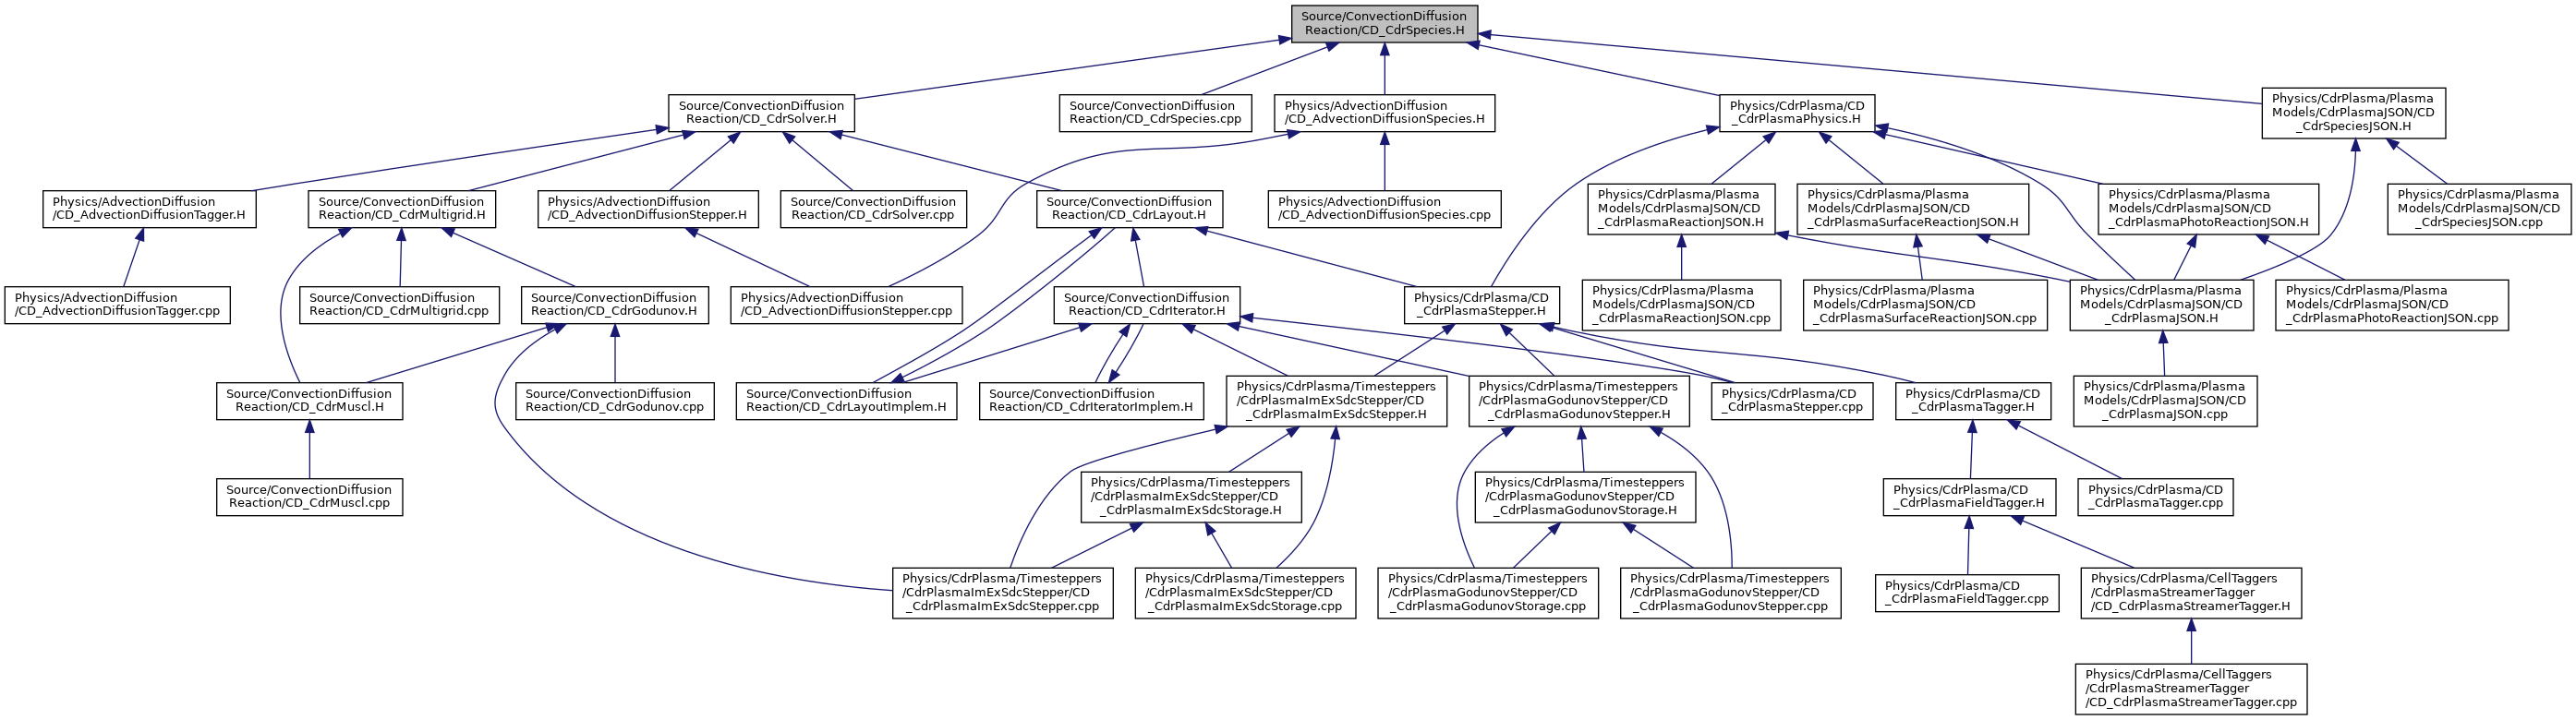 Source/ConvectionDiffusion
Reaction/CD_CdrSpecies.H
Source/ConvectionDiffusion
Reaction/CD_CdrSolver.H
Source/ConvectionDiffusion
Reaction/CD_CdrSpecies.cpp
Physics/AdvectionDiffusion
/CD_AdvectionDiffusionSpecies.H
Physics/CdrPlasma/CD
_CdrPlasmaPhysics.H
Physics/CdrPlasma/Plasma
Models/CdrPlasmaJSON/CD
_CdrSpeciesJSON.H
Physics/AdvectionDiffusion
/CD_AdvectionDiffusionTagger.H
Source/ConvectionDiffusion
Reaction/CD_CdrMultigrid.H
Physics/AdvectionDiffusion
/CD_AdvectionDiffusionStepper.H
Source/ConvectionDiffusion
Reaction/CD_CdrSolver.cpp
Source/ConvectionDiffusion
Reaction/CD_CdrLayout.H
Physics/AdvectionDiffusion
/CD_AdvectionDiffusionSpecies.cpp
Physics/CdrPlasma/Plasma
Models/CdrPlasmaJSON/CD
_CdrPlasmaReactionJSON.H
Physics/CdrPlasma/Plasma
Models/CdrPlasmaJSON/CD
_CdrPlasmaSurfaceReactionJSON.H
Physics/CdrPlasma/Plasma
Models/CdrPlasmaJSON/CD
_CdrPlasmaPhotoReactionJSON.H
Physics/CdrPlasma/Plasma
Models/CdrPlasmaJSON/CD
_CdrSpeciesJSON.cpp
Physics/AdvectionDiffusion
/CD_AdvectionDiffusionTagger.cpp
Source/ConvectionDiffusion
Reaction/CD_CdrMultigrid.cpp
Source/ConvectionDiffusion
Reaction/CD_CdrGodunov.H
Physics/AdvectionDiffusion
/CD_AdvectionDiffusionStepper.cpp
Source/ConvectionDiffusion
Reaction/CD_CdrIterator.H
Physics/CdrPlasma/CD
_CdrPlasmaStepper.H
Physics/CdrPlasma/Plasma
Models/CdrPlasmaJSON/CD
_CdrPlasmaReactionJSON.cpp
Physics/CdrPlasma/Plasma
Models/CdrPlasmaJSON/CD
_CdrPlasmaSurfaceReactionJSON.cpp
Physics/CdrPlasma/Plasma
Models/CdrPlasmaJSON/CD
_CdrPlasmaJSON.H
Physics/CdrPlasma/Plasma
Models/CdrPlasmaJSON/CD
_CdrPlasmaPhotoReactionJSON.cpp
Source/ConvectionDiffusion
Reaction/CD_CdrMuscl.H
Source/ConvectionDiffusion
Reaction/CD_CdrGodunov.cpp
Source/ConvectionDiffusion
Reaction/CD_CdrLayoutImplem.H
Source/ConvectionDiffusion
Reaction/CD_CdrIteratorImplem.H
Physics/CdrPlasma/Timesteppers
/CdrPlasmaImExSdcStepper/CD
_CdrPlasmaImExSdcStepper.H
Physics/CdrPlasma/Timesteppers
/CdrPlasmaGodunovStepper/CD
_CdrPlasmaGodunovStepper.H
Physics/CdrPlasma/CD
_CdrPlasmaStepper.cpp
Physics/CdrPlasma/CD
_CdrPlasmaTagger.H
Physics/CdrPlasma/Plasma
Models/CdrPlasmaJSON/CD
_CdrPlasmaJSON.cpp
Source/ConvectionDiffusion
Reaction/CD_CdrMuscl.cpp
Physics/CdrPlasma/Timesteppers
/CdrPlasmaImExSdcStepper/CD
_CdrPlasmaImExSdcStorage.H
Physics/CdrPlasma/Timesteppers
/CdrPlasmaGodunovStepper/CD
_CdrPlasmaGodunovStorage.H
Physics/CdrPlasma/CD
_CdrPlasmaFieldTagger.H
Physics/CdrPlasma/CD
_CdrPlasmaTagger.cpp
Physics/CdrPlasma/Timesteppers
/CdrPlasmaImExSdcStepper/CD
_CdrPlasmaImExSdcStepper.cpp
Physics/CdrPlasma/Timesteppers
/CdrPlasmaImExSdcStepper/CD
_CdrPlasmaImExSdcStorage.cpp
Physics/CdrPlasma/Timesteppers
/CdrPlasmaGodunovStepper/CD
_CdrPlasmaGodunovStorage.cpp
Physics/CdrPlasma/Timesteppers
/CdrPlasmaGodunovStepper/CD
_CdrPlasmaGodunovStepper.cpp
Physics/CdrPlasma/CD
_CdrPlasmaFieldTagger.cpp
Physics/CdrPlasma/CellTaggers
/CdrPlasmaStreamerTagger
/CD_CdrPlasmaStreamerTagger.H
Physics/CdrPlasma/CellTaggers
/CdrPlasmaStreamerTagger
/CD_CdrPlasmaStreamerTagger.cpp